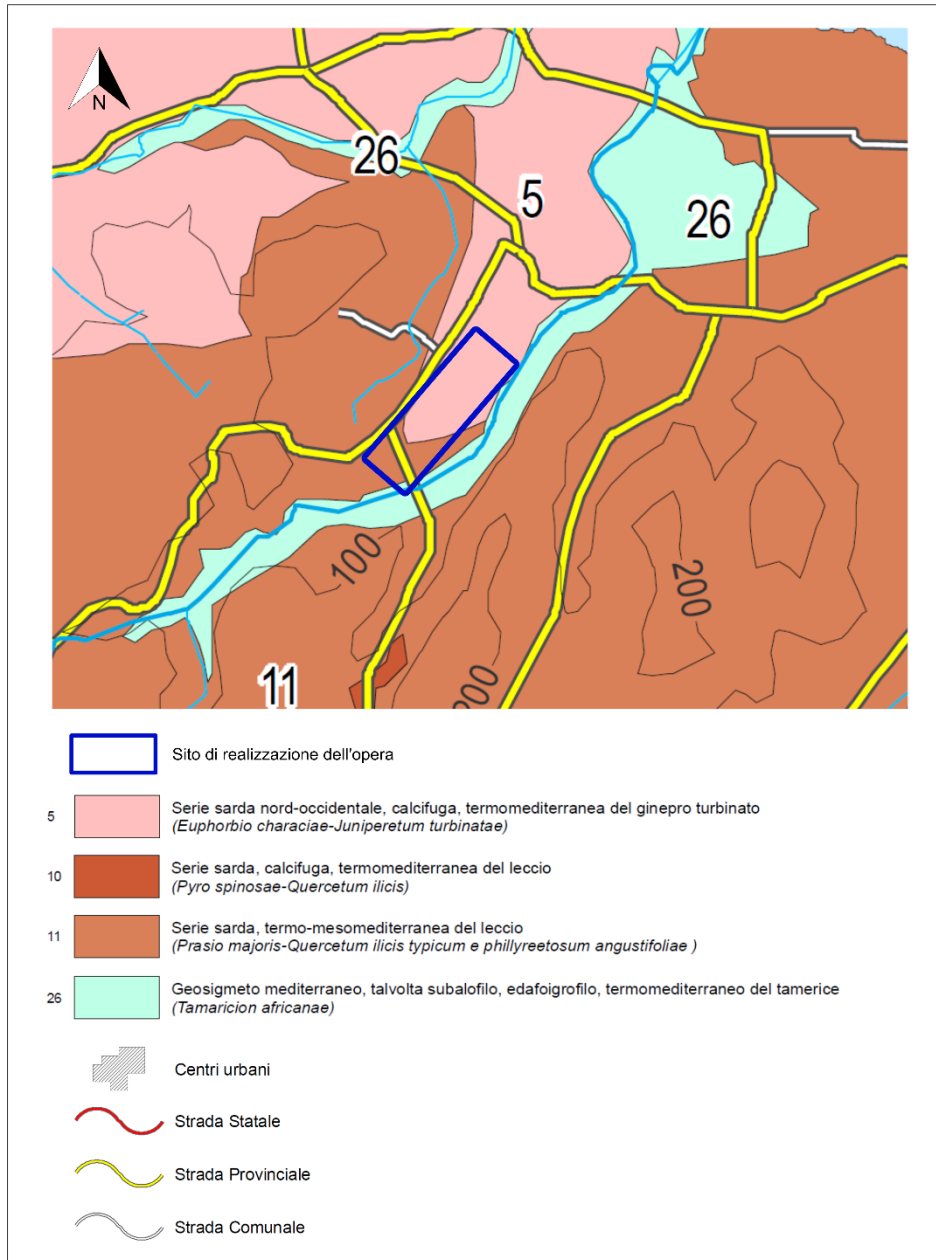 N
26
5
26
100
200
200
11
Sito di realizzazione dell'opera
5
Serie sarda nord-occidentale, calcifuga, termomediterranea del ginepro turbinato
(Euphorbio characiae-Juniperetum turbinatae)
10
Serie sarda, calcifuga, termomediterranea del leccio
(Pyro spinosae-Quercetum ilicis)
11
Serie sarda, termo-mesomediterranea del leccio
(Prasio majoris-Quercetum ilicis typicum e phillyreetosum angustifoliae )
26
Geosigmeto mediterraneo, talvolta subalofilo, edafoigrofilo, termomediterraneo del tamerice
(Tamaricion africanae)
Centri urbani
Strada Statale
Strada Provinciale
Strada Comunale